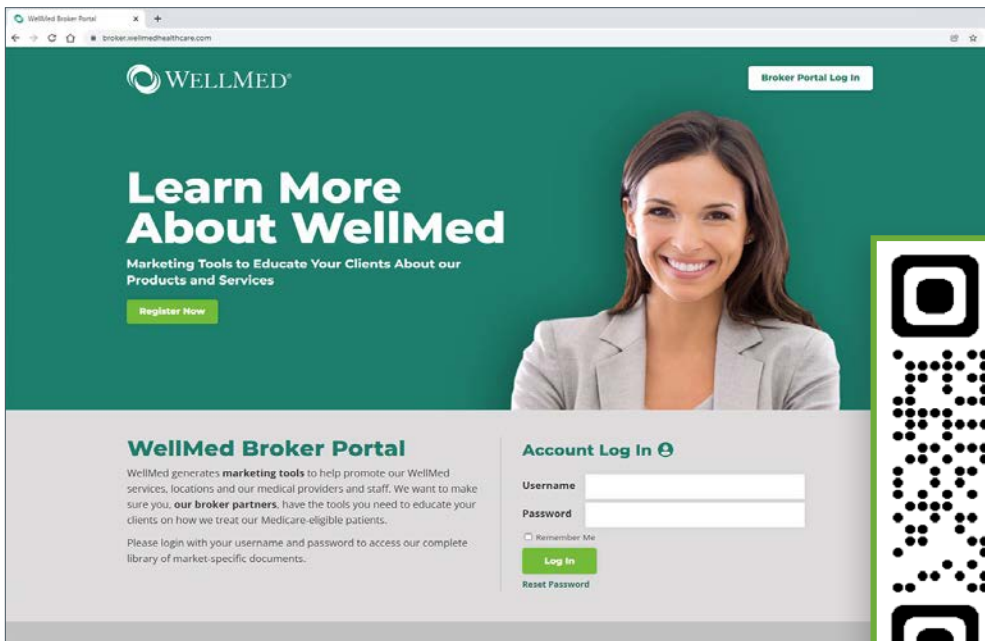 WellMed Broker Portal
broker.wellmedhealthcare.com
WELLMED®
Broker Portal Log In
Learn More
About WellMed
Marketing Tools to Educate Your Clients About our
Products and Services
Register Now
WellMed Broker Portal
WellMed generates marketing tools to help promote our WellMed
services, locations and our medical providers and staff. We want to make
sure you, our broker partners, have the tools you need to educate your
clients on how we treat our Medicare-eligible patients.
Please login with your username and password to access our complete
library of market-specific documents.
Account Log In
Username
Password
Remember Me
Log In
Reset Password